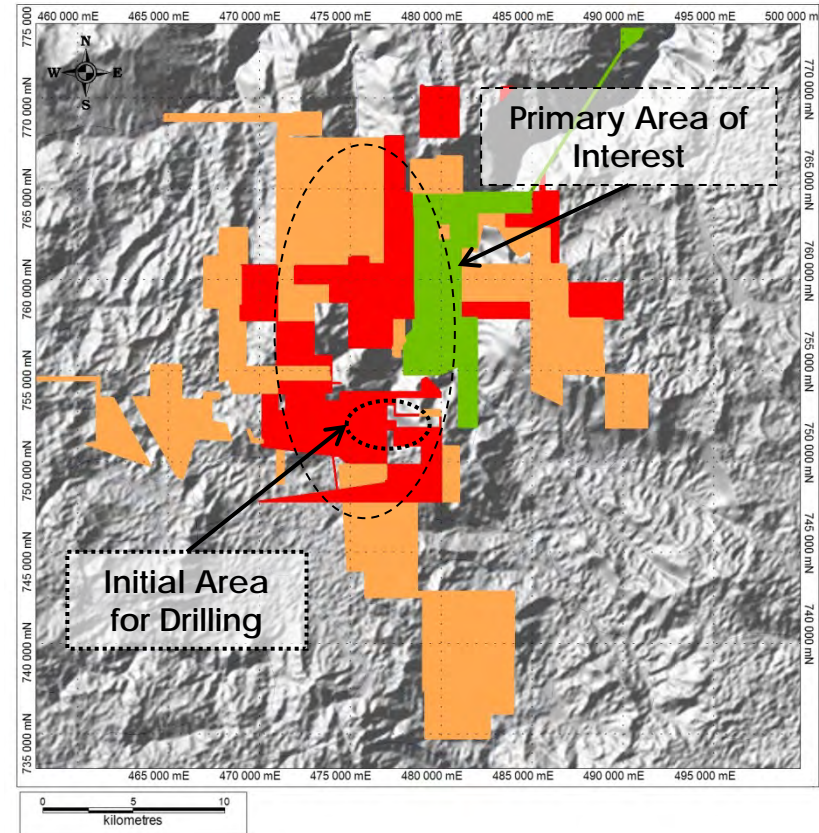 460 000 mE 470 000 mE 475 000 mE 480 000 mE 485 000 mE 490 000 mE 495 000 mE 500 000 mE
775 000
N
W E
S
Primary Area of
Interest
770 000 mN
765 000 mN
760 000 mN
755 000 mN
750 000 mN
745 000 mN
740 000 mN
735 000 mN
770 000 mN
765 000 mN
760 000 mN
755 000 mN
750 000 mN
745 000 mN
740 000 mN
Initial Area
for Drilling
465 000 mE 470 000 mE 475 000 mE 480 000 mE 485 000 mE 490 000 mE 495 000 mE
0 5 10
kilometres